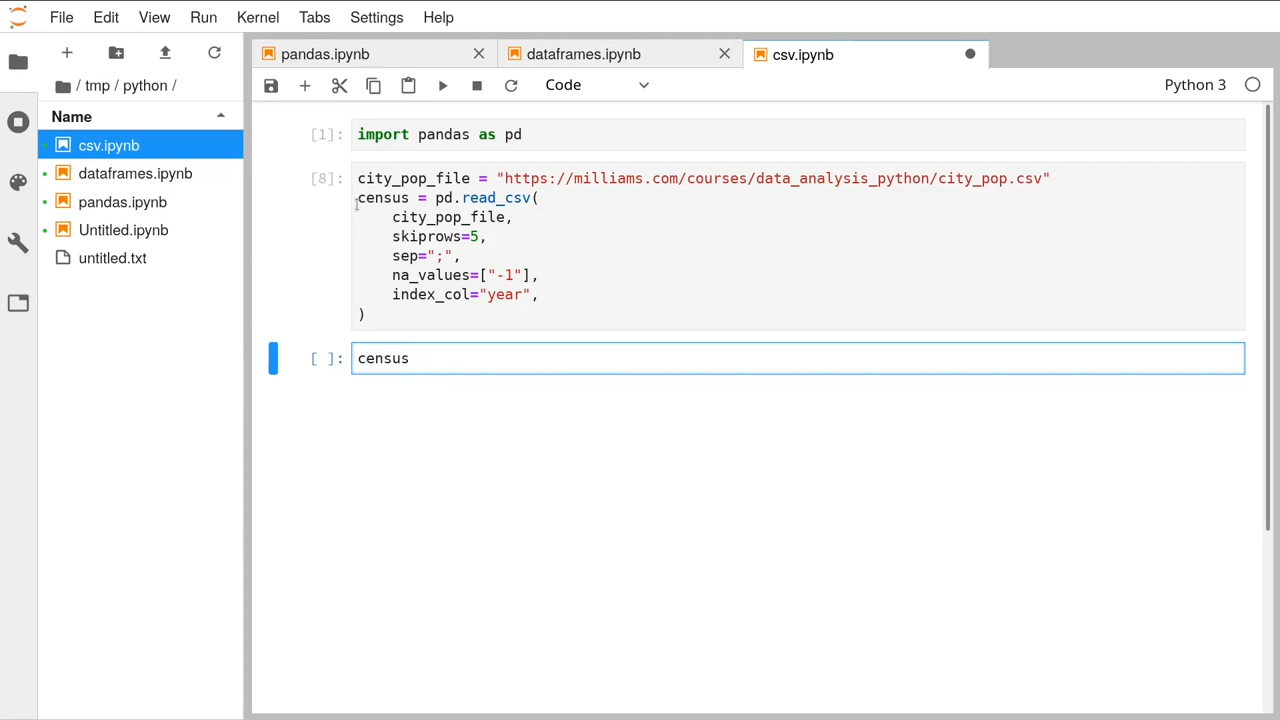 File Edit View Run Kernel Tabs Settings Help
/ tmp / python /
Name
csv.ipynb
dataframes.ipynb
pandas.ipynb
Untitled.ipynb
untitled.txt
pandas.ipynb dataframes.ipynb csv.ipynb
Code Python 3
[1]: import pandas as pd
[8]: city_pop_file = "https://milliams.com/courses/data_analysis_python/city_pop.csv"
census = pd.read_csv(
    city_pop_file,
    skiprows=5,
    sep=";",
    na_values=["-1"],
    index_col="year",
)
[ ]: census